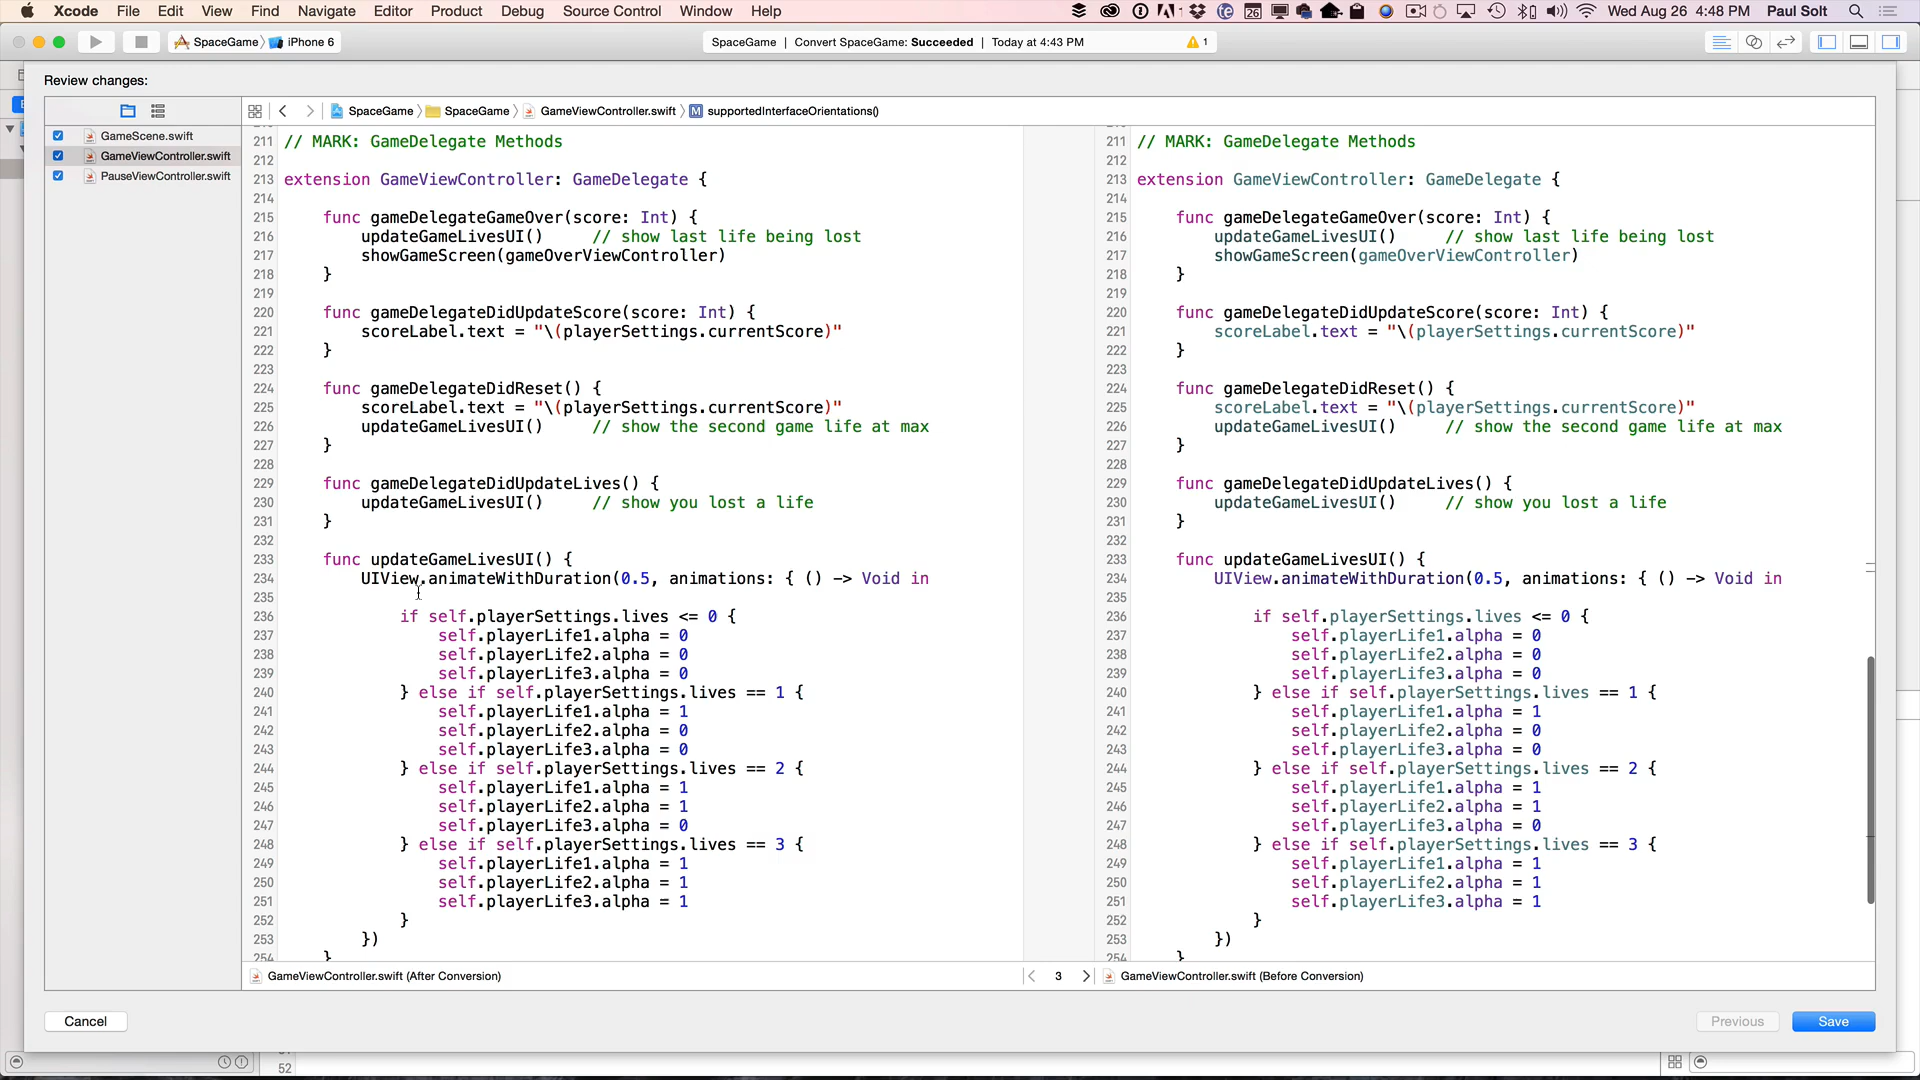 Xcode File Edit View Find Navigate Editor Product Debug Source Control Window Help 26 Wed Aug 26 4:48 PM Paul Solt
SpaceGame iPhone 6 SpaceGame | Convert SpaceGame: Succeeded | Today at 4:43 PM 1
Review changes:
SpaceGame SpaceGame GameViewController.swift M supportedInterfaceOrientations()
GameScene.swift
GameViewController.swift
PauseViewController.swift
211 // MARK: GameDelegate Methods
212
213 extension GameViewController: GameDelegate {
214
215 func gameDelegateGameOver(score: Int) {
216 updateGameLivesUI() // show last life being lost
217 showGameScreen(gameOverViewController)
218 }
219
220 func gameDelegateDidUpdateScore(score: Int) {
221 scoreLabel.text = "\(playerSettings.currentScore)"
222 }
223
224 func gameDelegateDidReset() {
225 scoreLabel.text = "\(playerSettings.currentScore)"
226 updateGameLivesUI() // show the second game life at max
227 }
228
229 func gameDelegateDidUpdateLives() {
230 updateGameLivesUI() // show you lost a life
231 }
232
233 func updateGameLivesUI() {
234 UIView.animateWithDuration(0.5, animations: { () -> Void in
235
236 if self.playerSettings.lives <= 0 {
237 self.playerLife1.alpha = 0
238 self.playerLife2.alpha = 0
239 self.playerLife3.alpha = 0
240 } else if self.playerSettings.lives == 1 {
241 self.playerLife1.alpha = 1
242 self.playerLife2.alpha = 0
243 self.playerLife3.alpha = 0
244 } else if self.playerSettings.lives == 2 {
245 self.playerLife1.alpha = 1
246 self.playerLife2.alpha = 1
247 self.playerLife3.alpha = 0
248 } else if self.playerSettings.lives == 3 {
249 self.playerLife1.alpha = 1
250 self.playerLife2.alpha = 1
251 self.playerLife3.alpha = 1
252 }
253 })
254 }
GameViewController.swift (After Conversion)
3
211 // MARK: GameDelegate Methods
212
213 extension GameViewController: GameDelegate {
214
215 func gameDelegateGameOver(score: Int) {
216 updateGameLivesUI() // show last life being lost
217 showGameScreen(gameOverViewController)
218 }
219
220 func gameDelegateDidUpdateScore(score: Int) {
221 scoreLabel.text = "\(playerSettings.currentScore)"
222 }
223
224 func gameDelegateDidReset() {
225 scoreLabel.text = "\(playerSettings.currentScore)"
226 updateGameLivesUI() // show the second game life at max
227 }
228
229 func gameDelegateDidUpdateLives() {
230 updateGameLivesUI() // show you lost a life
231 }
232
233 func updateGameLivesUI() {
234 UIView.animateWithDuration(0.5, animations: { () -> Void in
235
236 if self.playerSettings.lives <= 0 {
237 self.playerLife1.alpha = 0
238 self.playerLife2.alpha = 0
239 self.playerLife3.alpha = 0
240 } else if self.playerSettings.lives == 1 {
241 self.playerLife1.alpha = 1
242 self.playerLife2.alpha = 0
243 self.playerLife3.alpha = 0
244 } else if self.playerSettings.lives == 2 {
245 self.playerLife1.alpha = 1
246 self.playerLife2.alpha = 1
247 self.playerLife3.alpha = 0
248 } else if self.playerSettings.lives == 3 {
249 self.playerLife1.alpha = 1
250 self.playerLife2.alpha = 1
251 self.playerLife3.alpha = 1
252 }
253 })
254 }
GameViewController.swift (Before Conversion)
Cancel Previous Save
52